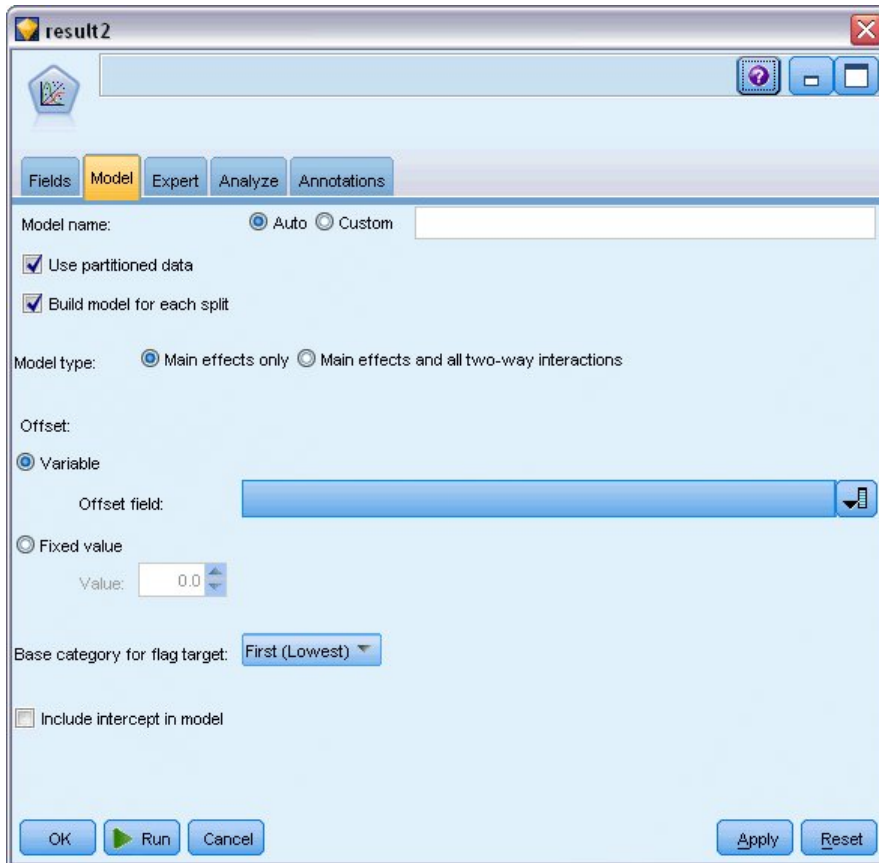 result2
Fields Model Expert Analyze Annotations
Model name: Auto Custom
Use partitioned data
Build model for each split
Model type: Main effects only Main effects and all two-way interactions
Offset:
Variable
Offset field:
Fixed value
Value: 0.0
Base category for flag target: First (Lowest)
Include intercept in model
OK Run Cancel Apply Reset